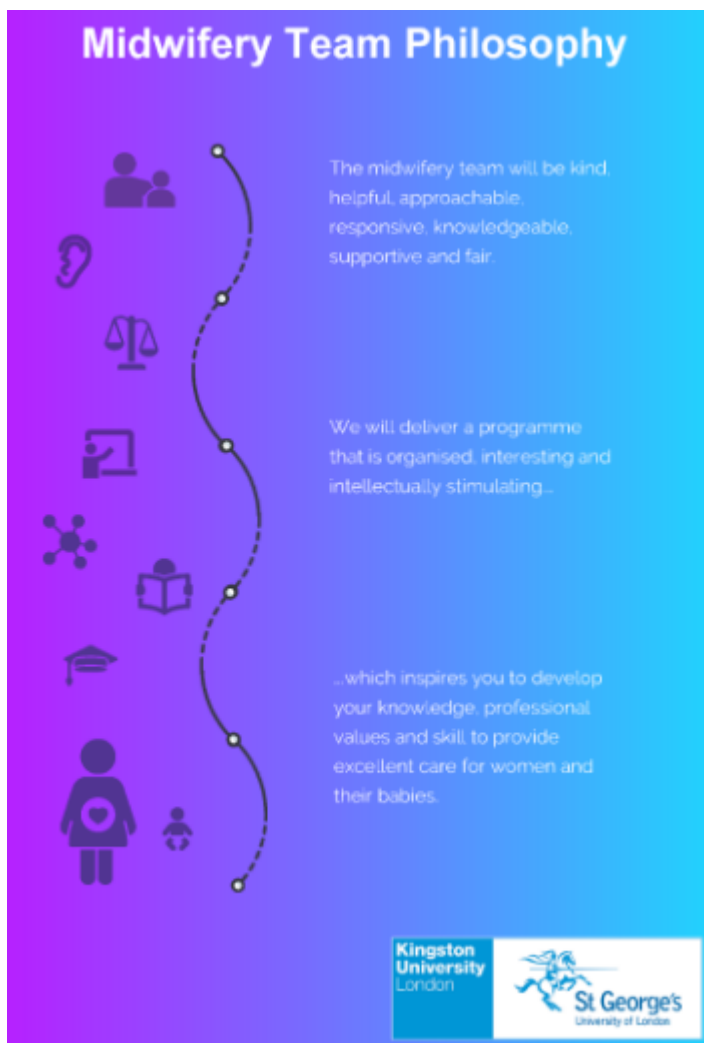 Midwifery Team Philosophy
The midwifery team will be kind,
helpful, approachable,
responsive, knowledgeable,
supportive and fair.
We will deliver a programme
that is organised, interesting and
intellectually stimulating...
...which inspires you to develop
your knowledge, professional
values and skill to provide
excellent care for women and
their babies.
Kingston
University
London
St George's
University of London